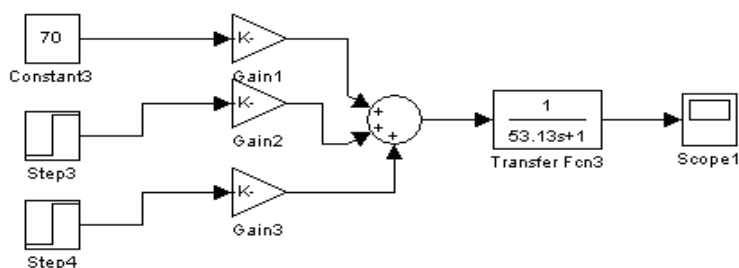 70
Constant3
K-
Gain1
Step3
K-
Gain2
Step4
K-
Gain3
+
+
+
1
53.13s+1
Transfer Fcn3
Scope1